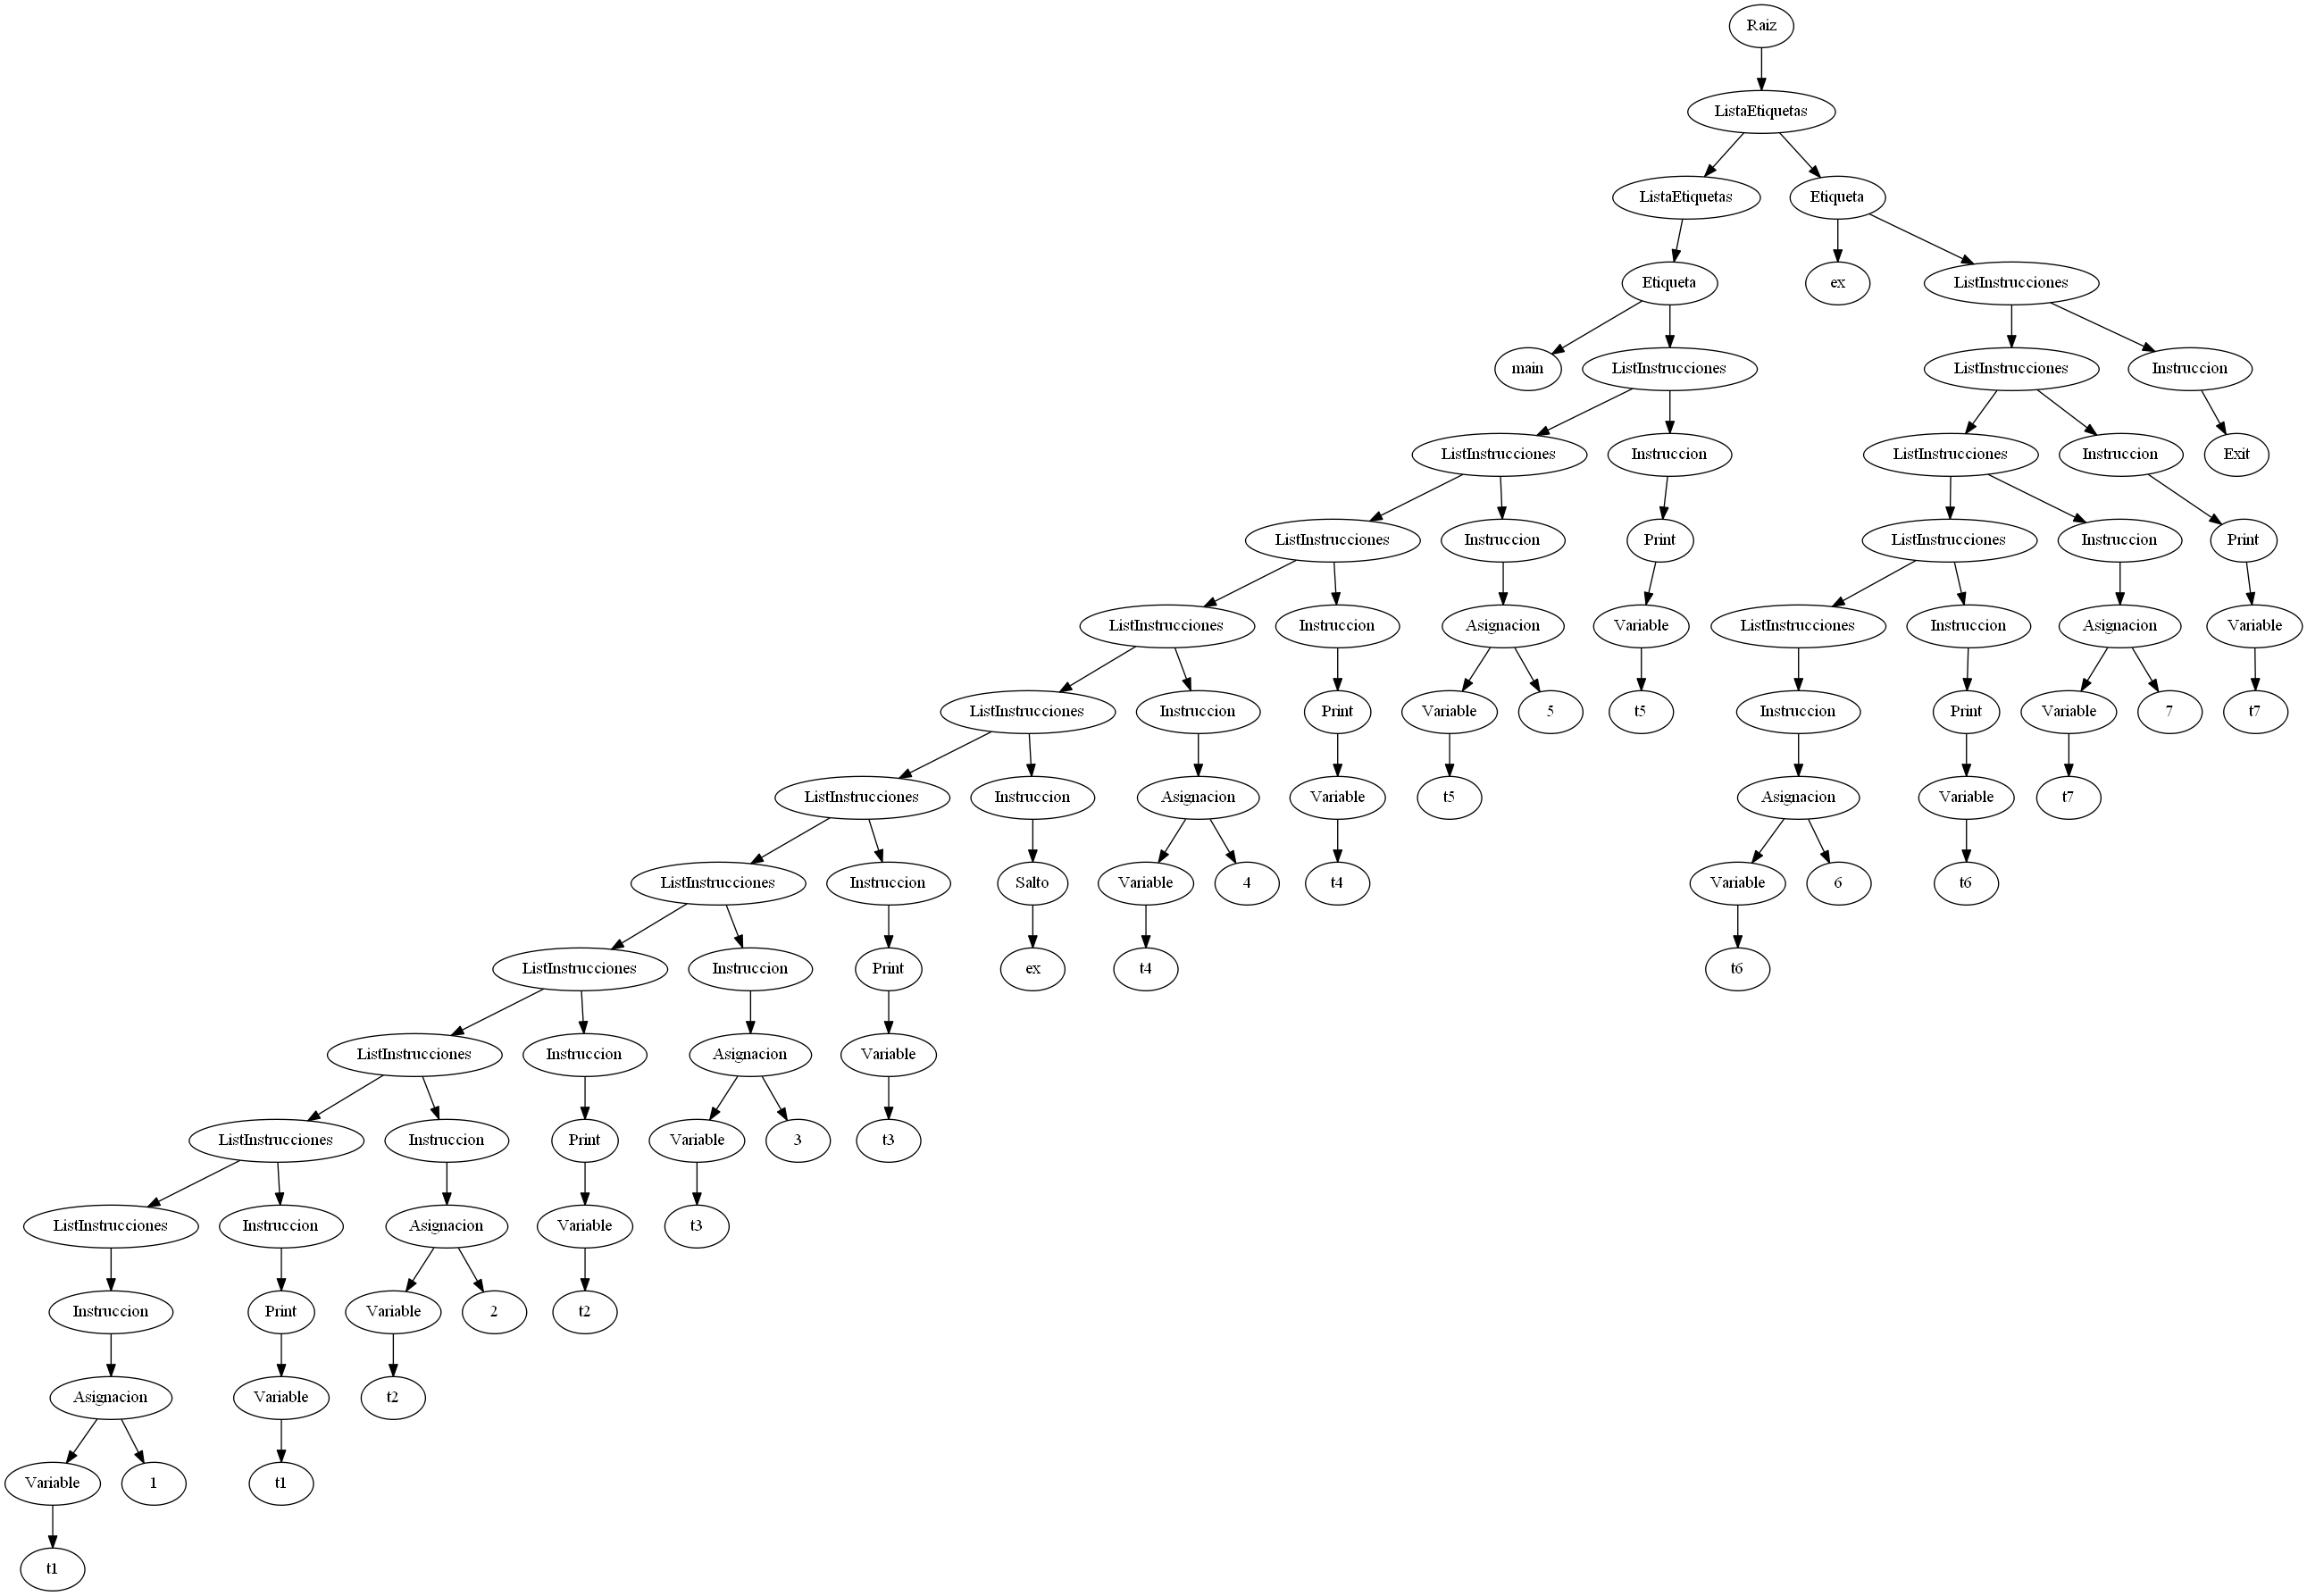 Raiz
ListaEtiquetas
ListaEtiquetas Etiqueta
Etiqueta ex ListInstrucciones
main ListInstrucciones ListInstrucciones Instruccion
ListInstrucciones Instruccion ListInstrucciones Instruccion Exit
ListInstrucciones Instruccion Print ListInstrucciones Instruccion Print
ListInstrucciones Instruccion Asignacion Variable ListInstrucciones Instruccion Asignacion Variable
ListInstrucciones Instruccion Print Variable 5 t5 Instruccion Print Variable 7 t7
ListInstrucciones Instruccion Asignacion Variable t5 Asignacion Variable t7
ListInstrucciones Instruccion Salto Variable 4 t4 Variable 6 t6
ListInstrucciones Instruccion Print ex t4 t6
ListInstrucciones Instruccion Asignacion Variable
ListInstrucciones Instruccion Print Variable 3 t3
ListInstrucciones Instruccion Asignacion Variable t3
Instruccion Print Variable 2 t2
Asignacion Variable t2
Variable 1 t1
t1